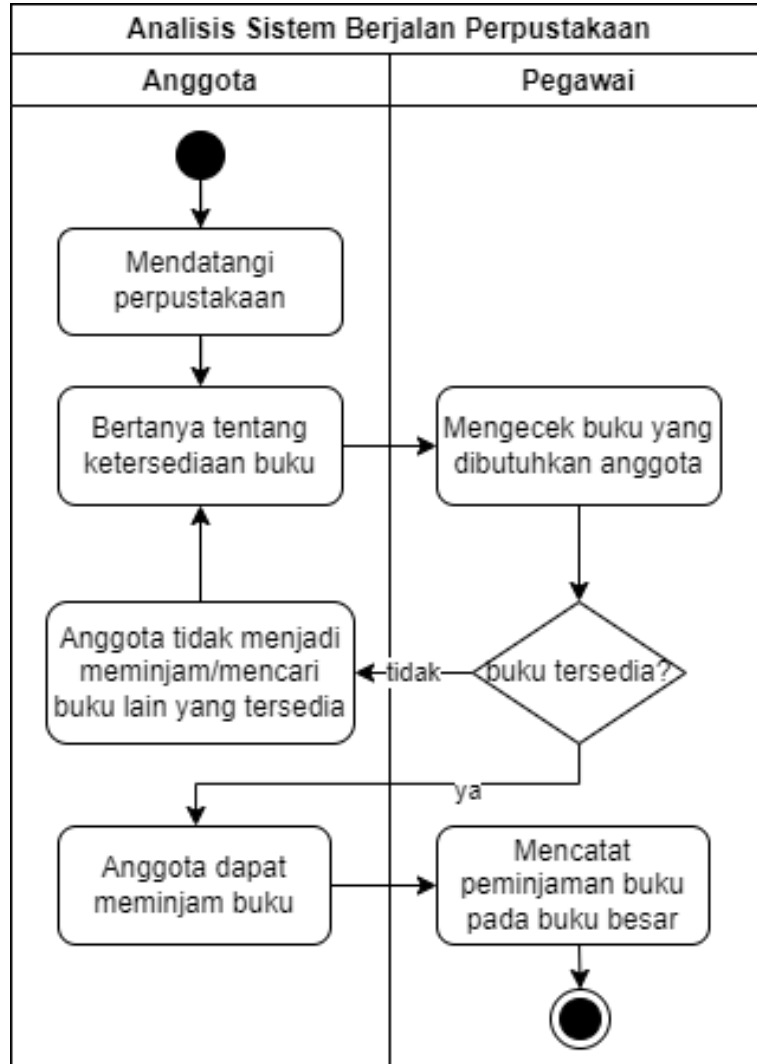 Analisis Sistem Berjalan Perpustakaan
Anggota
Pegawai
Mendatangi
perpustakaan
Bertanya tentang
ketersediaan buku
Mengecek buku yang
dibutuhkan anggota
Anggota tidak menjadi
meminjam/mencari
buku lain yang tersedia
tidak
buku tersedia?
ya
Anggota dapat
meminjam buku
Mencatat
peminjaman buku
pada buku besar